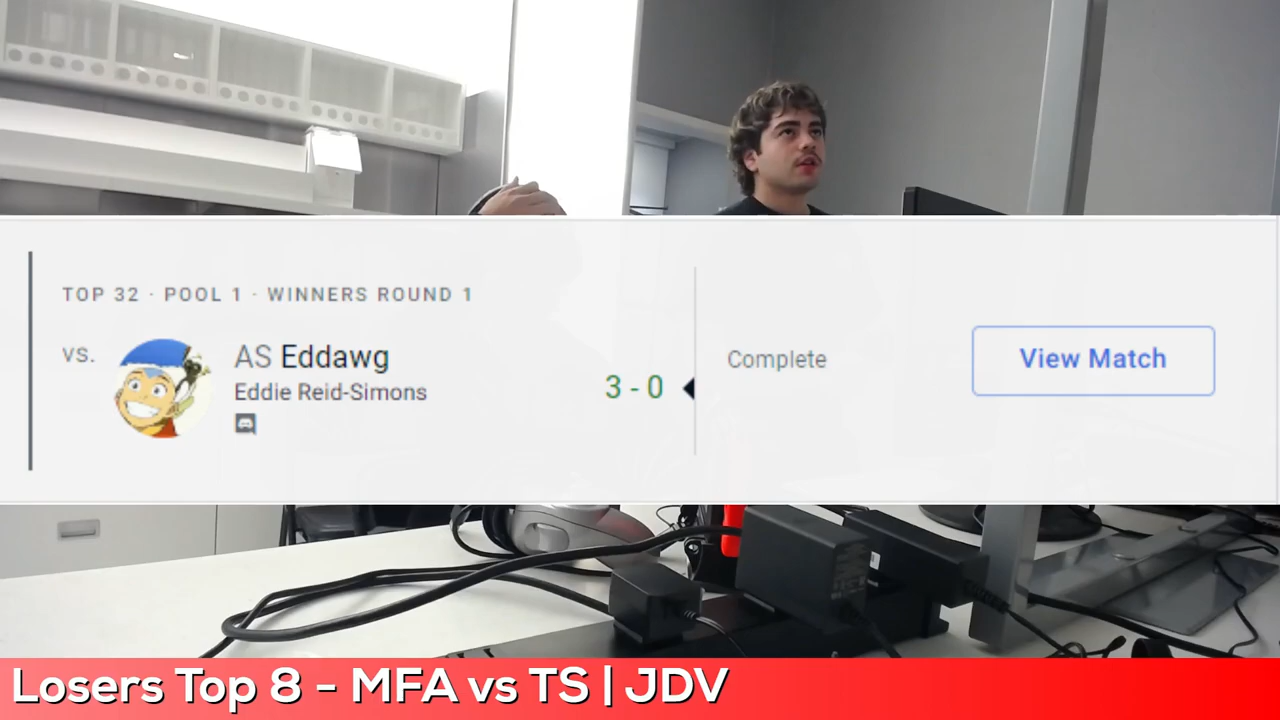 TOP 32 · POOL 1 · WINNERS ROUND 1
VS.
AS Eddawg
Eddie Reid-Simons
3 - 0
Complete
View Match
Losers Top 8 - MFA vs TS | JDV